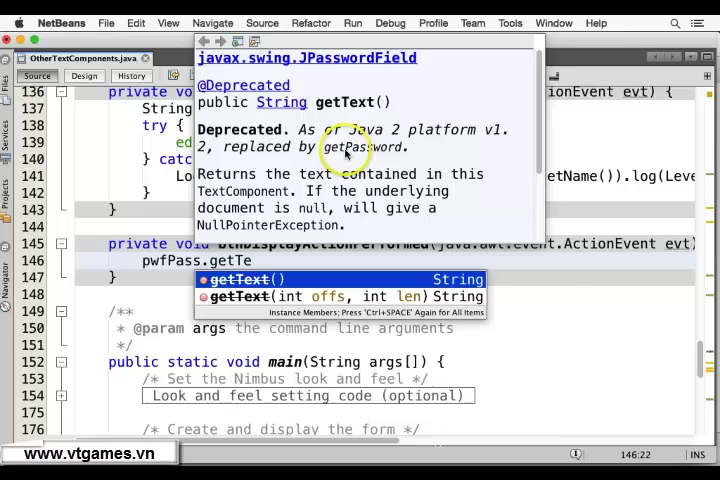 NetBeans File Edit View Navigate Source Refactor Run Debug Profile Team Tools Window Help
OtherTextComponents.java
Source Design History
Files
Services
Projects
Navigator
javax.swing.JPasswordField
@Deprecated
public String getText()
Deprecated. As of Java 2 platform v1.
2, replaced by getPassword.
Returns the text contained in this
TextComponent. If the underlying
document is null, will give a
NullPointerException.
136 private vo ionEvent evt) {
137 String
138 try {
139 ed
140 } catc
141 Lo etName()).log(Leve
142 }
143 }
144
145 private void btnDisplayActionPerformed(java.awt.event.ActionEvent evt)
146 pwfPass.getTe
147 }
getText() String
getText(int offs, int len) String
Instance Members; Press 'Ctrl+SPACE' Again for All Items
148
149 /**
150 * @param args the command line arguments
151 */
152 public static void main(String args[]) {
153 /* Set the Nimbus look and feel */
154 Look and feel setting code (optional)
175
176 /* Create and display the form */
www.vtgames.vn
146:22 INS